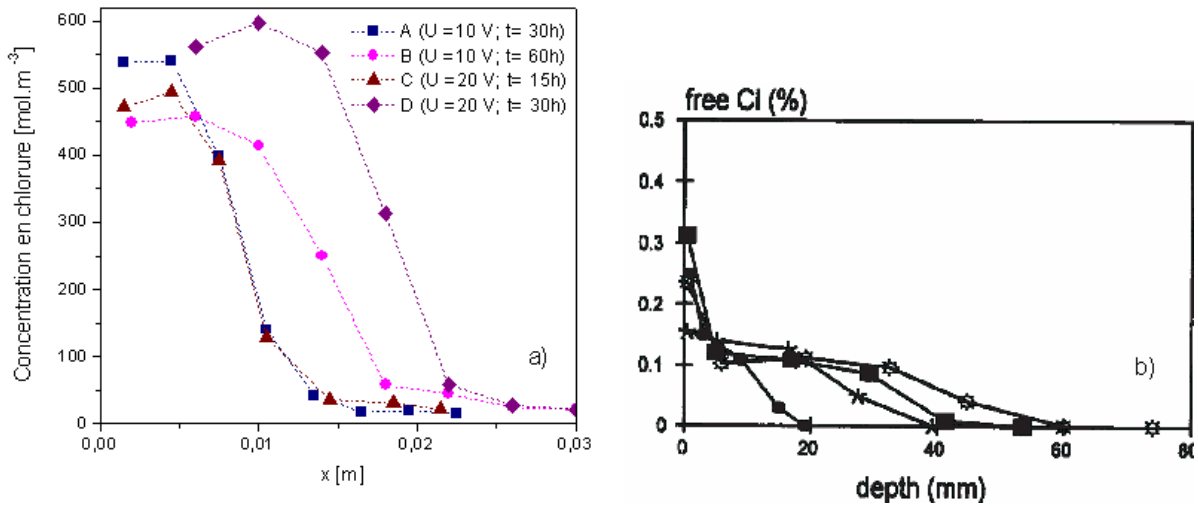 600
500
400
300
200
100
0
Concentration en chlorure [mol.m-3]
A (U =10 V; t= 30h)
B (U =10 V; t= 60h)
C (U =20 V; t= 15h)
D (U =20 V; t= 30h)
a)
0,00 0,01 0,02 0,03
x [m]
free Cl (%)
0.5
0.4
0.3
0.2
0.1
0
b)
0 20 40 60 80
depth (mm)